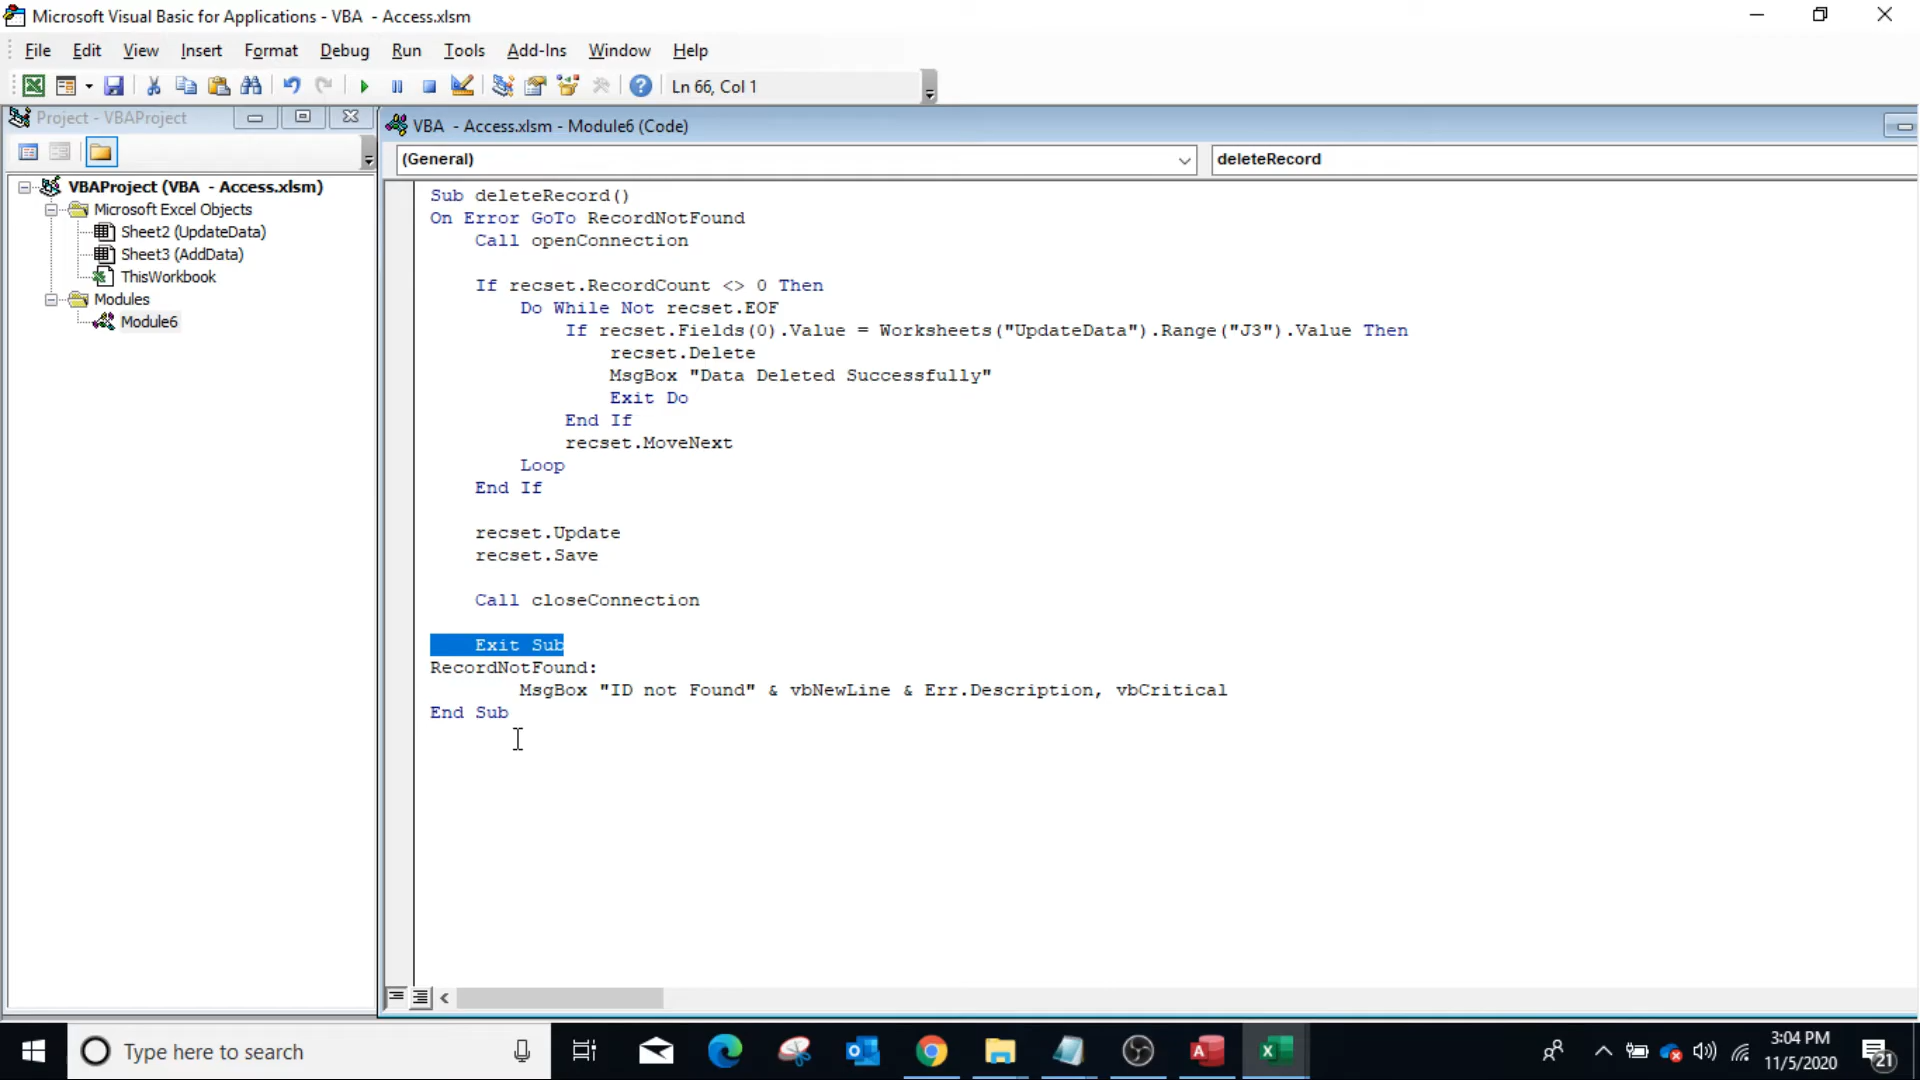 Microsoft Visual Basic for Applications - VBA  - Access.xlsm
File Edit View Insert Format Debug Run Tools Add-Ins Window Help
Ln 66, Col 1
Project - VBAProject
VBAProject (VBA  - Access.xlsm)
Microsoft Excel Objects
Sheet2 (UpdateData)
Sheet3 (AddData)
ThisWorkbook
Modules
Module6
VBA  - Access.xlsm - Module6 (Code)
(General) deleteRecord
Sub deleteRecord()
On Error GoTo RecordNotFound
    Call openConnection
    If recset.RecordCount <> 0 Then
        Do While Not recset.EOF
            If recset.Fields(0).Value = Worksheets("UpdateData").Range("J3").Value Then
                recset.Delete
                MsgBox "Data Deleted Successfully"
                Exit Do
            End If
            recset.MoveNext
        Loop
    End If
    recset.Update
    recset.Save
    Call closeConnection
    Exit Sub
RecordNotFound:
        MsgBox "ID not Found" & vbNewLine & Err.Description, vbCritical
End Sub
Type here to search
3:04 PM
11/5/2020
21